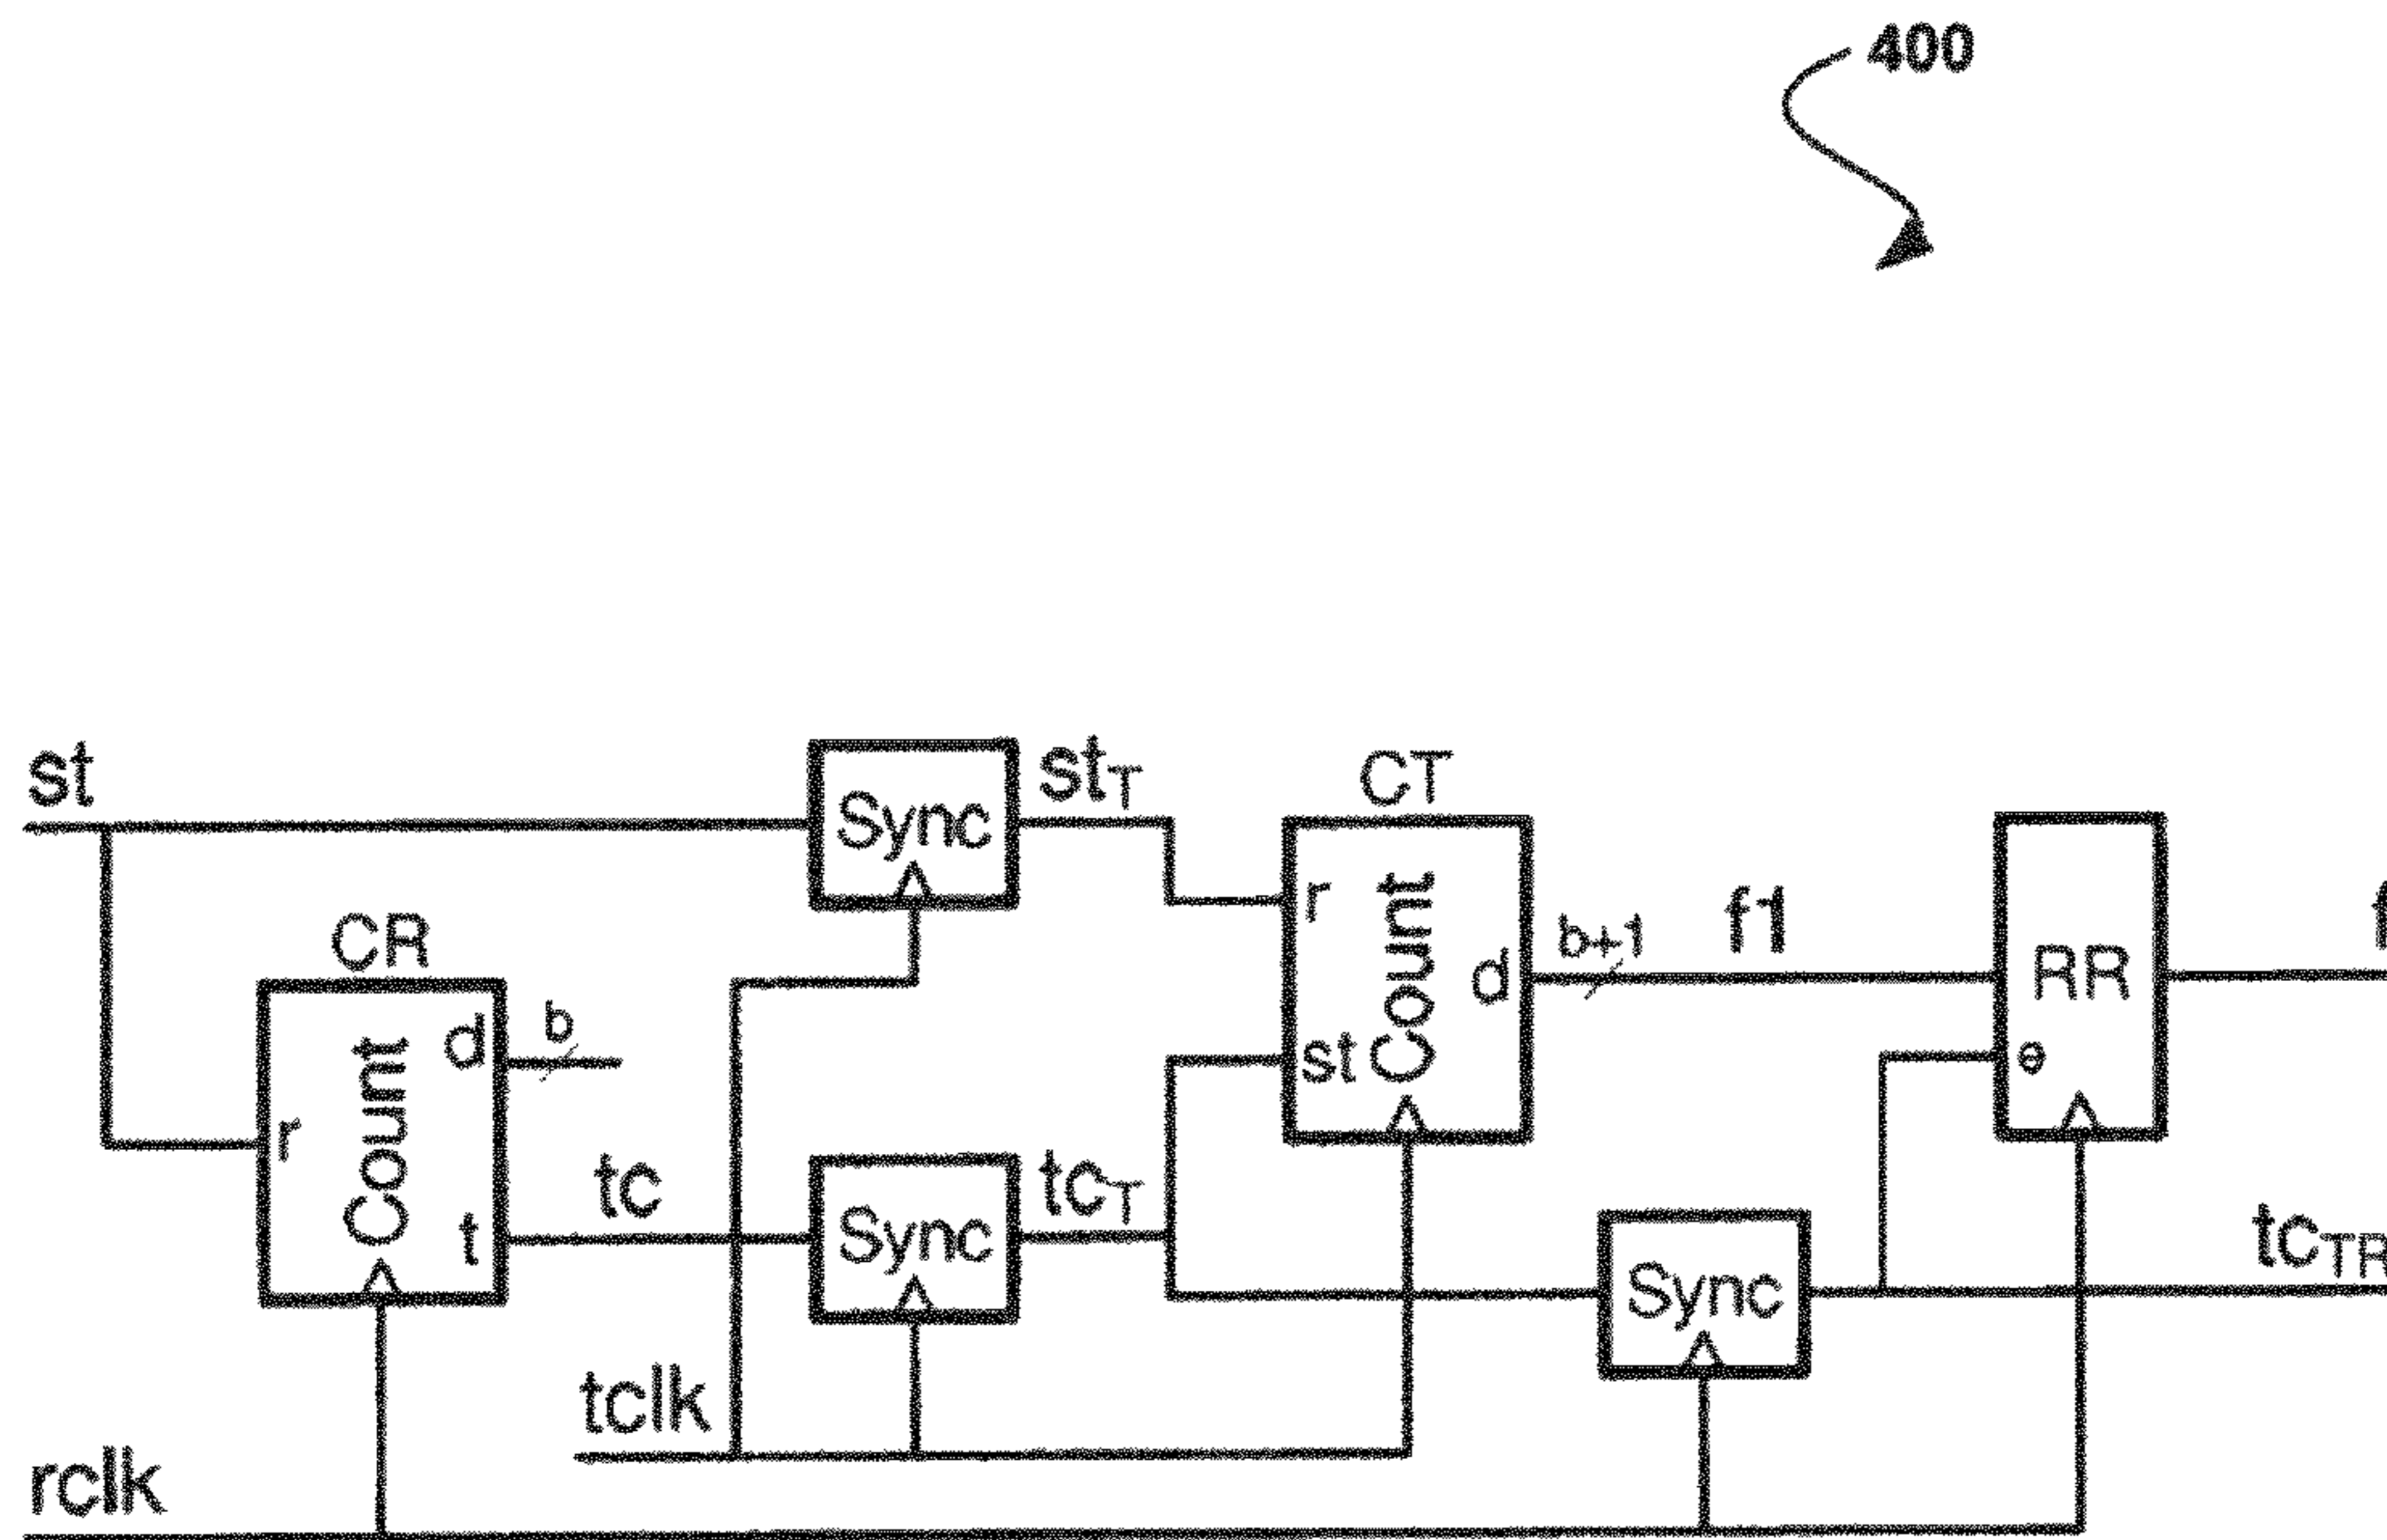 400
st
Sync
stT
CT
CR
r
Count
d
b+1
f1
RR
f
d
b
st
e
r
Count
t
tc
Sync
tcT
Sync
tcTR
tclk
rclk